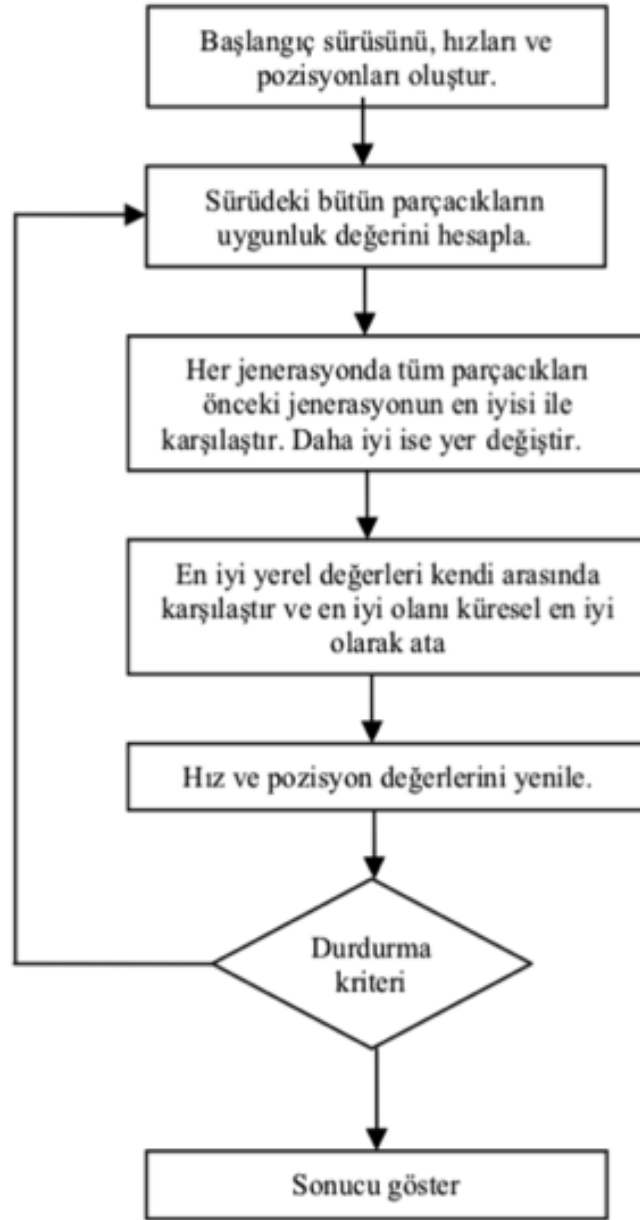 Başlangıç sürüsünü, hızları ve
pozisyonları oluştur.
Sürüdeki bütün parçacıkların
uygunluk değerini hesapla.
Her jenerasyonda tüm parçacıkları
önceki jenerasyonun en iyisi ile
karşılaştır. Daha iyi ise yer değiştir.
En iyi yerel değerleri kendi arasında
karşılaştır ve en iyi olanı küresel en iyi
olarak ata
Hız ve pozisyon değerlerini yenile.
Durdurma
kriteri
Sonucu göster